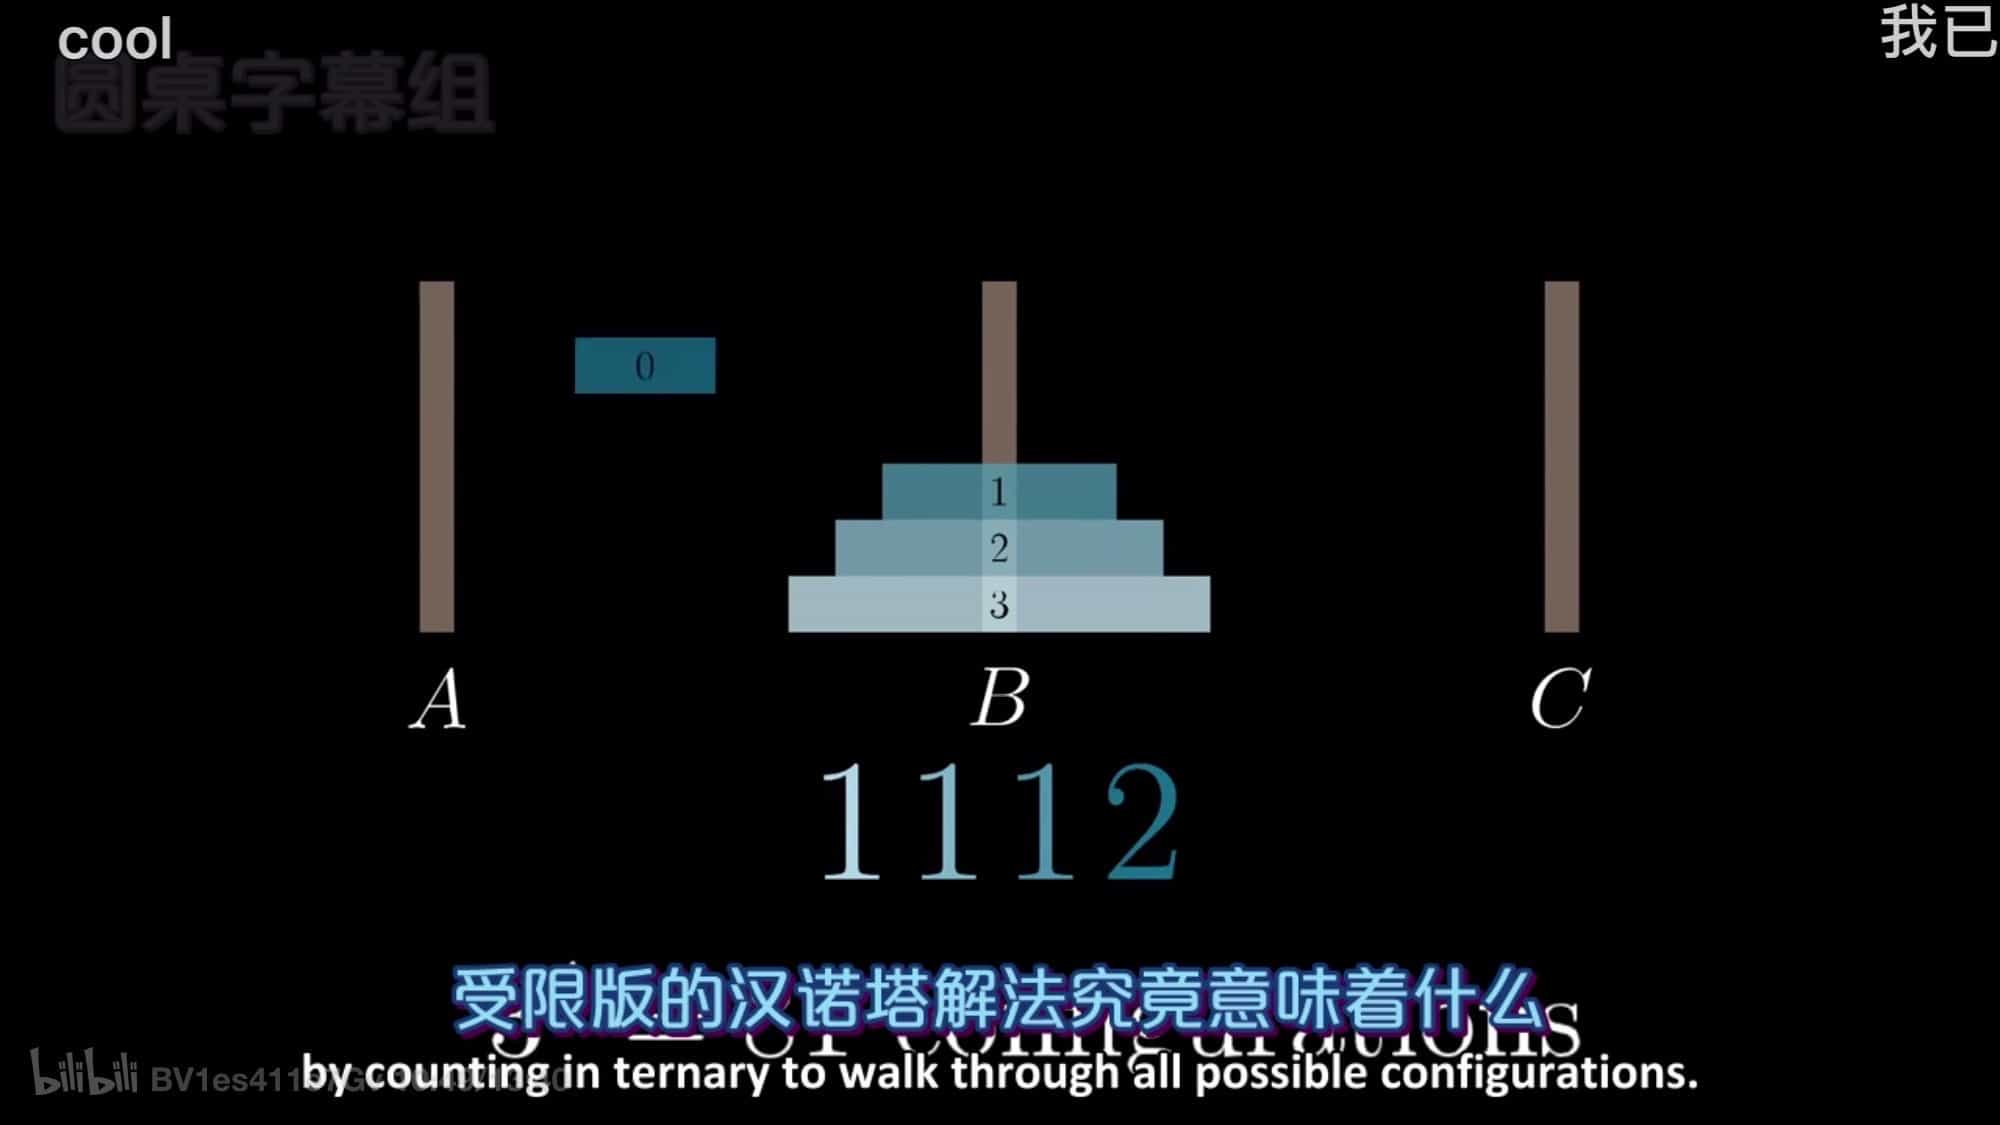 cool
我已
圆桌字幕组
0
1
2
3
A B C
1112
受限版的汉诺塔解法究竟意味着什么
configurations
by counting in ternary to walk through all possible configurations.
bilibili